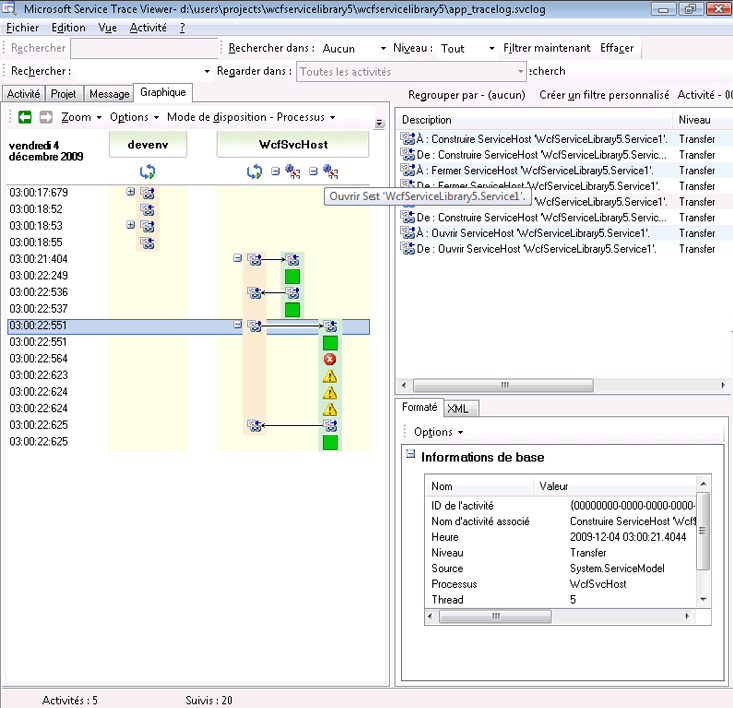 Microsoft Service Trace Viewer- d:\users\projects\wcfservicelibrary5\wcfservicelibrary5\app_tracelog.svclog
Fichier Edition Vue Activité ?
Rechercher Rechercher dans : Aucun Niveau : Tout Filtrer maintenant Effacer
Rechercher : Regarder dans : Toutes les activités echerch
Activité Projet Message Graphique
Regrouper par - (aucun) Créer un filtre personnalisé Activité - 00
Zoom Options Mode de disposition - Processus
vendredi 4
décembre 2009
devenv WcfSvcHost
03:00:17:679
03:00:18:52
03:00:18:53
03:00:18:55
03:00:21:404
03:00:22:249
03:00:22:536
03:00:22:537
03:00:22:551
03:00:22:551
03:00:22:564
03:00:22:623
03:00:22:624
03:00:22:624
03:00:22:625
03:00:22:625
Ouvrir Sest 'WcfServiceLibrary5.Service1'.
Description Niveau
À : Construire ServiceHost 'WcfServiceLibrary5.Service1'. Transfer
De : Construire ServiceHost 'WcfServiceLibrary5.Service1'. Transfer
À : Fermer ServiceHost 'WcfServiceLibrary5.Service1'. Transfer
De : Fermer ServiceHost 'WcfServiceLibrary5.Service1'. Transfer
Service1'. Transfer
De : Construire ServiceHost 'WcfServiceLibrary5.Service1'. Transfer
À : Ouvrir ServiceHost 'WcfServiceLibrary5.Service1'. Transfer
De : Ouvrir ServiceHost 'WcfServiceLibrary5.Service1'. Transfer
Formaté XML
Options
Informations de base
Nom Valeur
ID de l'activité {00000000-0000-0000-0000-
Nom d'activité associé Construire ServiceHost 'Wcf
Heure 2009-12-04 03:00:21.4044
Niveau Transfer
Source System.ServiceModel
Processus WcfSvcHost
Thread 5
Activités : 5 Suivis : 20